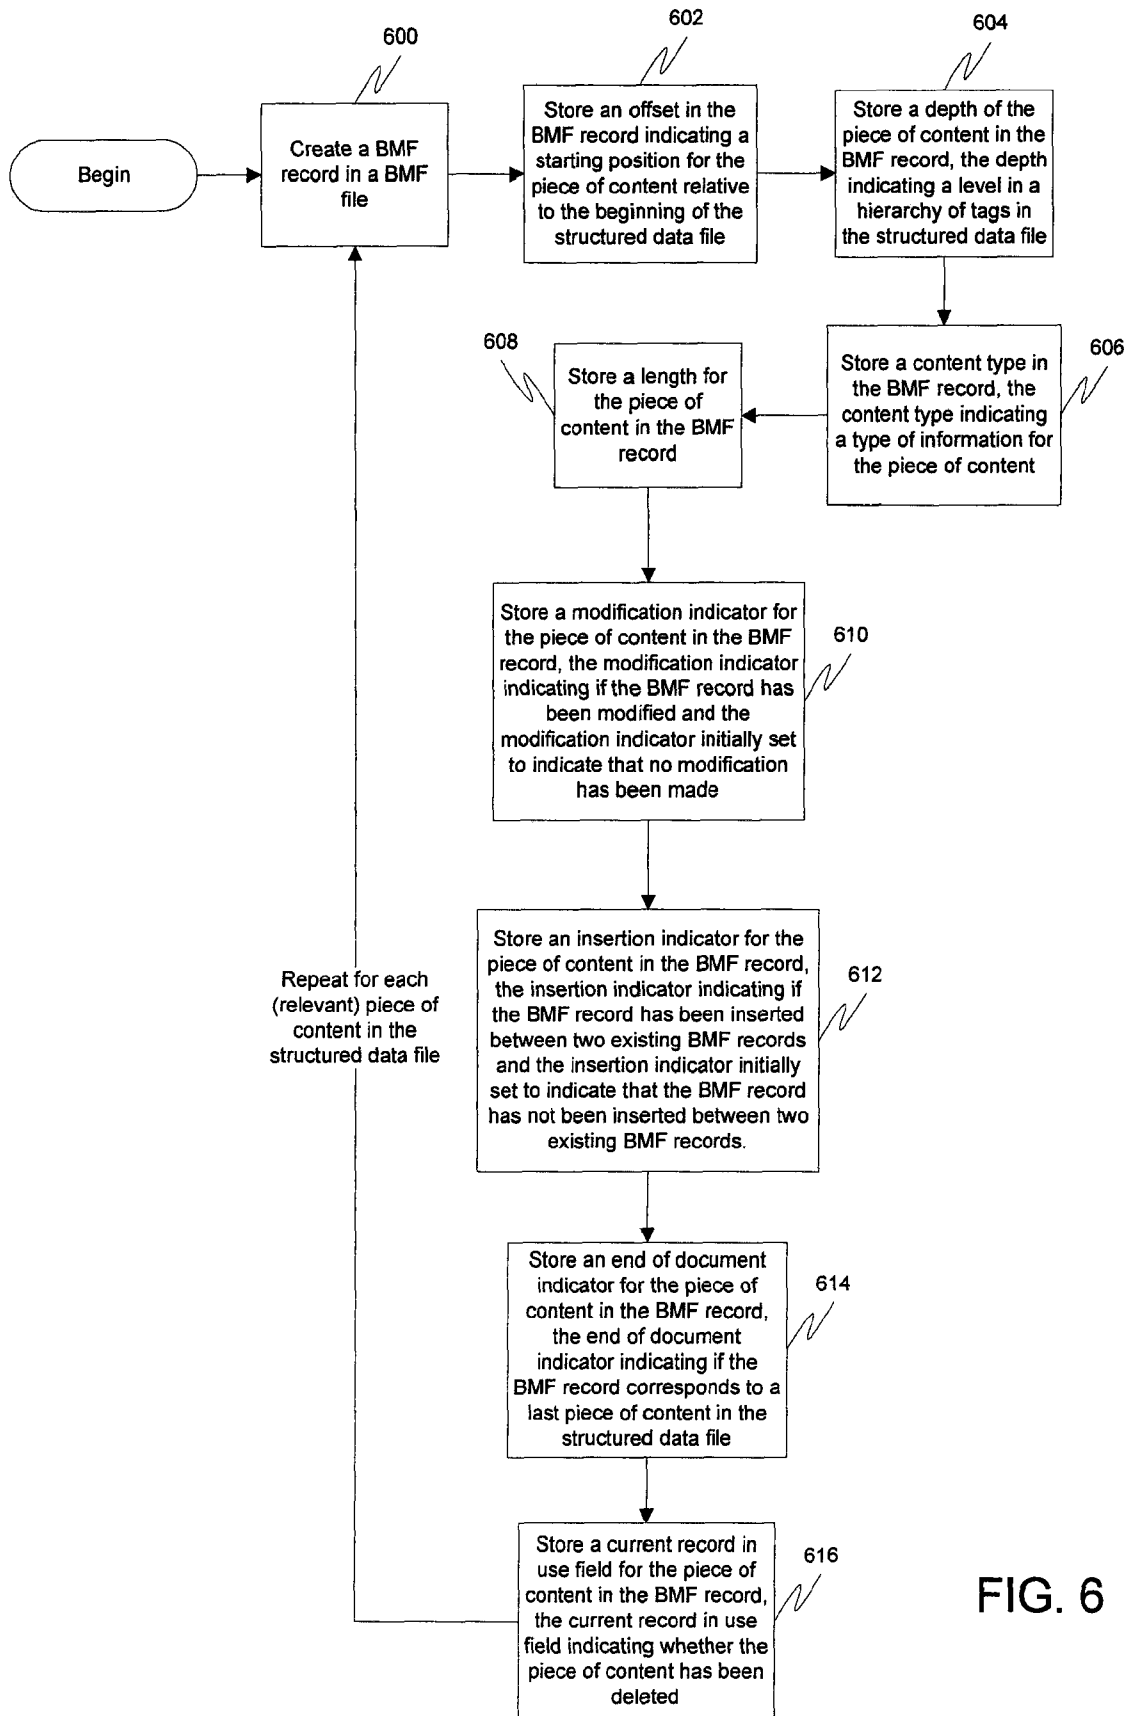 600
602
604
Begin
Create a BMF
record in a BMF
file
Store an offset in the
BMF record indicating a
starting position for the
piece of content relative
to the beginning of the
structured data file
Store a depth of the
piece of content in the
BMF record, the depth
indicating a level in a
hierarchy of tags in
the structured data file
606
Store a content type in
the BMF record, the
content type indicating
a type of information for
the piece of content
608
Store a length for
the piece of
content in the BMF
record
610
Store a modification indicator for
the piece of content in the BMF
record, the modification indicator
indicating if the BMF record has
been modified and the
modification indicator initially set
to indicate that no modification
has been made
612
Store an insertion indicator for the
piece of content in the BMF record,
the insertion indicator indicating if
the BMF record has been inserted
between two existing BMF records
and the insertion indicator initially
set to indicate that the BMF record
has not been inserted between two
existing BMF records.
Repeat for each
(relevant) piece of
content in the
structured data file
614
Store an end of document
indicator for the piece of
content in the BMF record,
the end of document
indicator indicating if the
BMF record corresponds to a
last piece of content in the
structured data file
616
Store a current record in
use field for the piece of
content in the BMF record,
the current record in use
field indicating whether the
piece of content has been
deleted
FIG. 6